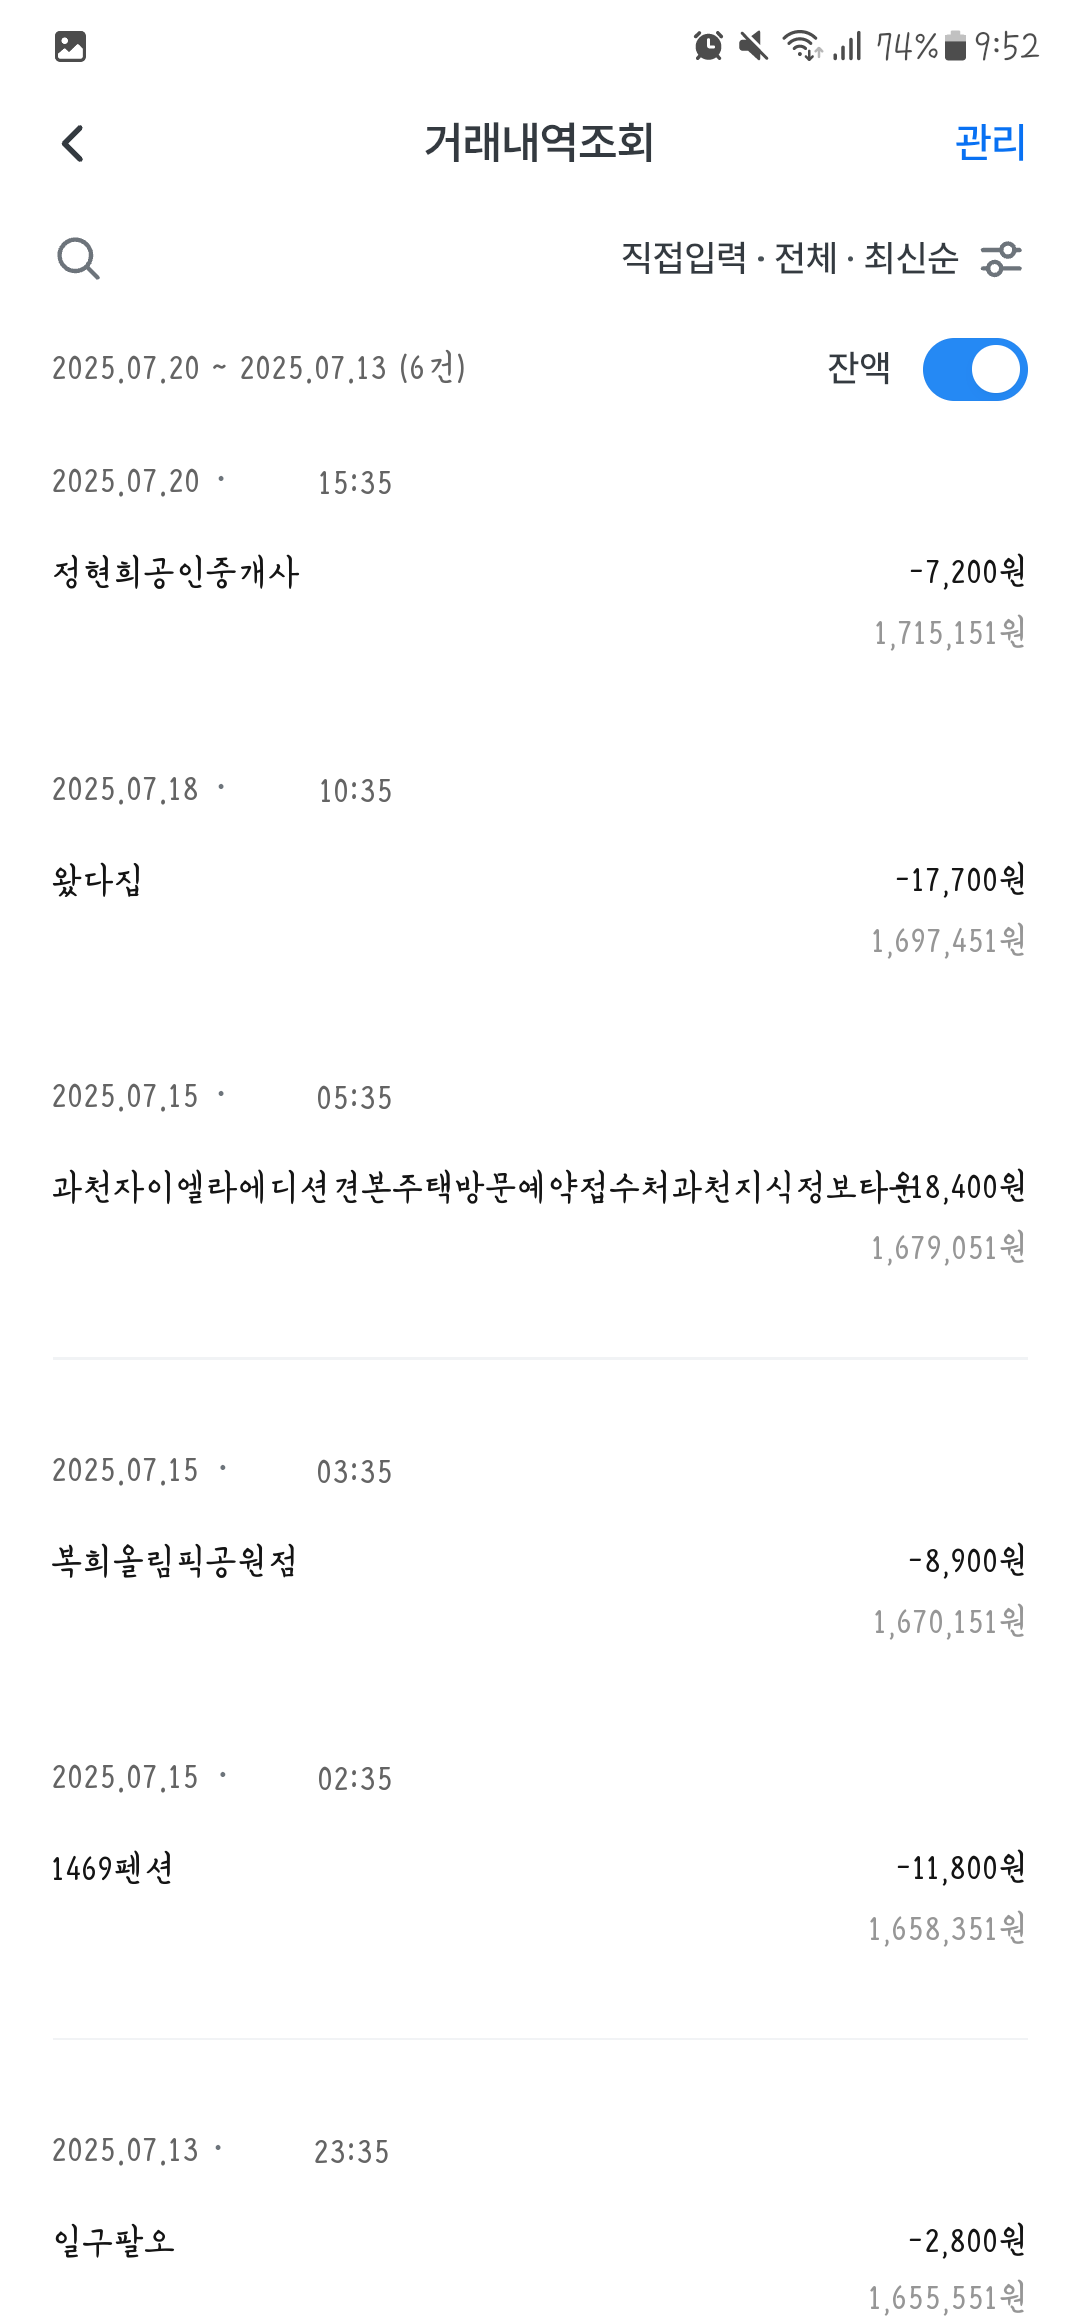 74% 9:52
거래내역조회 관리
직접입력 · 전체 · 최신순
2025.07.20 ~ 2025.07.13 (6건) 잔액
2025.07.20 · 15:35
정현희공인중개사 -7,200원
1,715,151원
2025.07.18 · 10:35
왔다집 -17,700원
1,697,451원
2025.07.15 · 05:35
과천자이엘라에디션견본주택방문예약접수처과천지식정보타운 -18,400원
1,679,051원
2025.07.15 · 03:35
복희올림픽공원점 -8,900원
1,670,151원
2025.07.15 · 02:35
1469펜션 -11,800원
1,658,351원
2025.07.13 · 23:35
일구팔오 -2,800원
1,655,551원